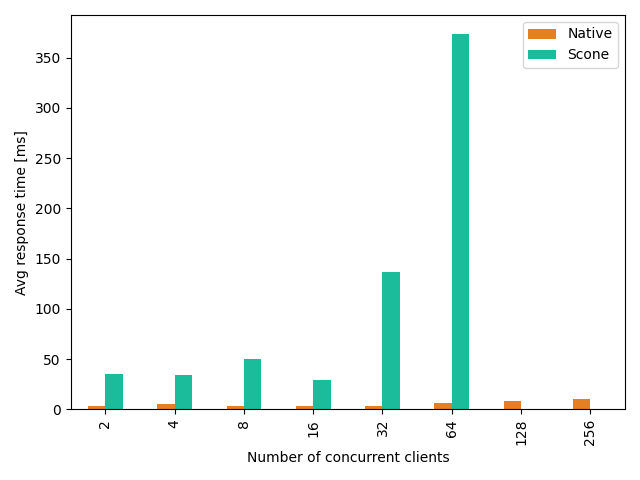 Native
Scone
Avg response time [ms]
350
300
250
200
150
100
50
0
2 4 8 16 32 64 128 256
Number of concurrent clients